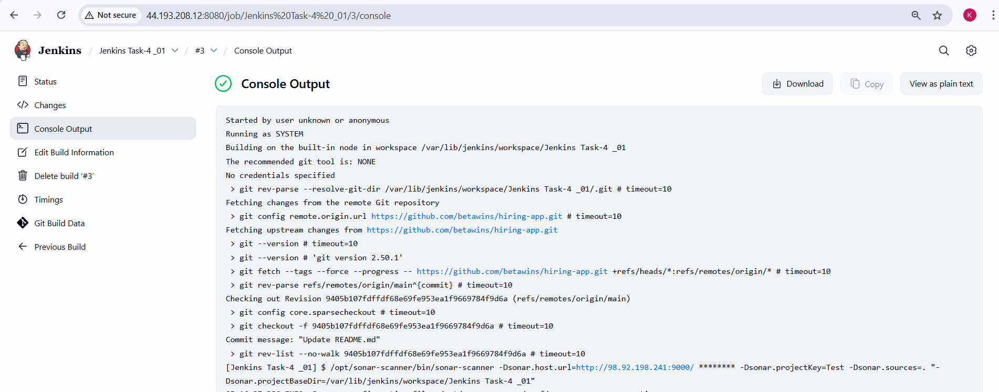 Not secure 44.193.208.12:8080/job/Jenkins%20Task-4%20_01/3/console K
Jenkins / Jenkins Task-4 _01 / #3 / Console Output
Status
Changes
Console Output
Edit Build Information
Delete build ‘#3’
Timings
Git Build Data
Previous Build
Console Output
Download
Copy
View as plain text
Started by user unknown or anonymous
Running as SYSTEM
Building on the built-in node in workspace /var/lib/jenkins/workspace/Jenkins Task-4 _01
The recommended git tool is: NONE
No credentials specified
> git rev-parse --resolve-git-dir /var/lib/jenkins/workspace/Jenkins Task-4 _01/.git # timeout=10
Fetching changes from the remote Git repository
> git config remote.origin.url https://github.com/betawins/hiring-app.git # timeout=10
Fetching upstream changes from https://github.com/betawins/hiring-app.git
> git --version # timeout=10
> git --version # 'git version 2.50.1'
> git fetch --tags --force --progress -- https://github.com/betawins/hiring-app.git +refs/heads/*:refs/remotes/origin/* # timeout=10
> git rev-parse refs/remotes/origin/main^{commit} # timeout=10
Checking out Revision 9405b107fdffdf68e69fe953ea1f9669784f9d6a (refs/remotes/origin/main)
> git config core.sparsecheckout # timeout=10
> git checkout -f 9405b107fdffdf68e69fe953ea1f9669784f9d6a # timeout=10
Commit message: "Update README.md"
> git rev-list --no-walk 9405b107fdffdf68e69fe953ea1f9669784f9d6a # timeout=10
[Jenkins Task-4 _01] $ /opt/sonar-scanner/bin/sonar-scanner -Dsonar.host.url=http://98.92.198.241:9000/ ******** -Dsonar.projectKey=Test -Dsonar.sources=. "-
Dsonar.projectBaseDir=/var/lib/jenkins/workspace/Jenkins Task-4 _01"